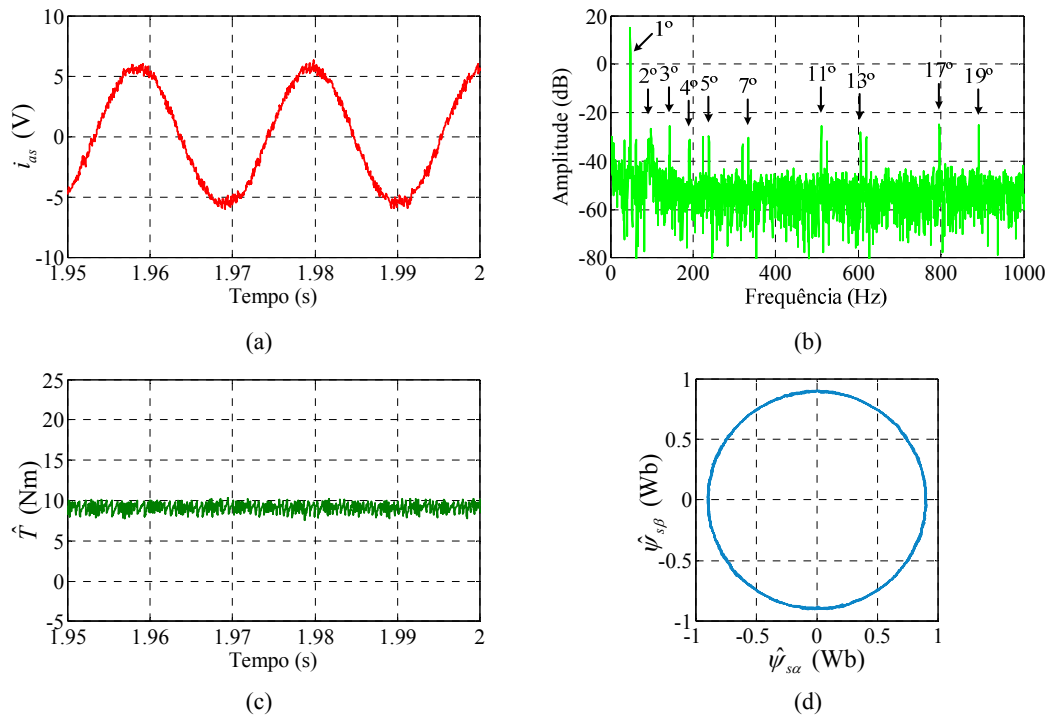 10
5
0
-5
-10
i_as (V)
1.95 1.96 1.97 1.98 1.99 2
Tempo (s)
(a)
20
0
-20
-40
-60
-80
Amplitude (dB)
1º
2º 3º 4º 5º 7º 11º 13º 17º 19º
0 200 400 600 800 1000
Frequência (Hz)
(b)
25
20
15
10
5
0
-5
T̂ (Nm)
1.95 1.96 1.97 1.98 1.99 2
Tempo (s)
(c)
1
0.5
0
-0.5
-1
ψ̂_sβ (Wb)
-1 -0.5 0 0.5 1
ψ̂_sα (Wb)
(d)